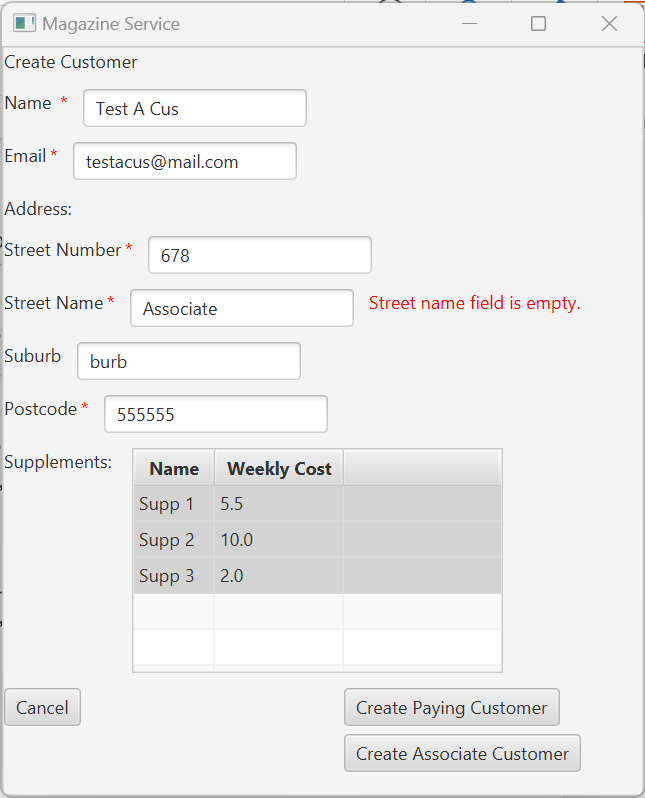 Magazine Service
Create Customer
Name * Test A Cus
Email * testacus@mail.com
Address:
Street Number * 678
Street Name * Associate Street name field is empty.
Suburb burb
Postcode * 555555
Supplements: Name Weekly Cost
Supp 1 5.5
Supp 2 10.0
Supp 3 2.0
Cancel Create Paying Customer
Create Associate Customer